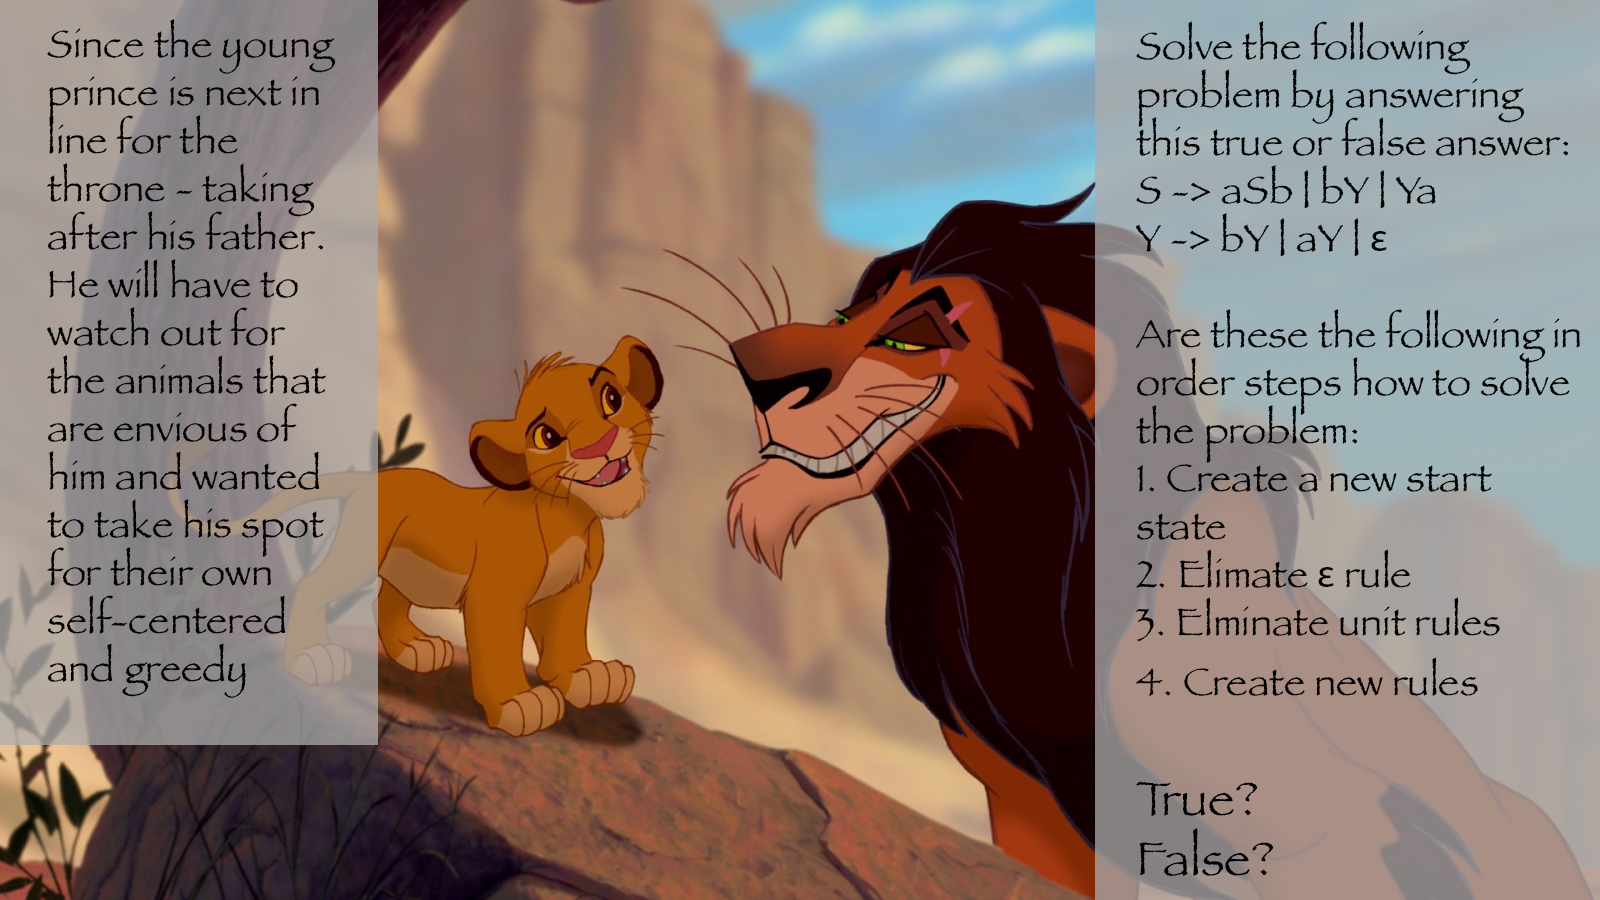 Since the young
prince is next in
line for the
throne - taking
after his father.
He will have to
watch out for
the animals that
are envious of
him and wanted
to take his spot
for their own
self-centered
and greedy
Solve the following
problem by answering
this true or false answer:
S -> aSb | bY | Ya
Y -> bY | aY | ε
Are these the following in
order steps how to solve
the problem:
1. Create a new start
state
2. Elimate ε rule
3. Elminate unit rules
4. Create new rules
True?
False?